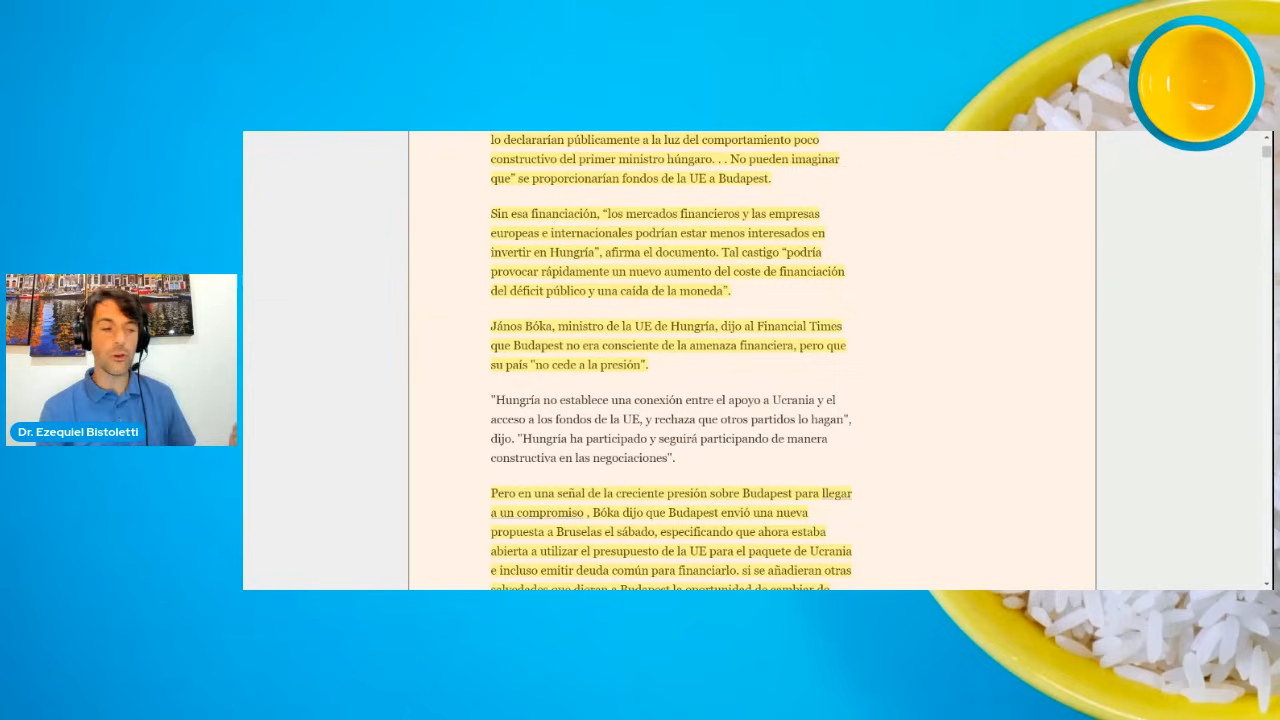 lo declararían públicamente a la luz del comportamiento poco
constructivo del primer ministro húngaro. . . No pueden imaginar
que” se proporcionarían fondos de la UE a Budapest.
Sin esa financiación, “los mercados financieros y las empresas
europeas e internacionales podrían estar menos interesados en
invertir en Hungría”, afirma el documento. Tal castigo “podría
provocar rápidamente un nuevo aumento del coste de financiación
del déficit público y una caída de la moneda”.
János Bóka, ministro de la UE de Hungría, dijo al Financial Times
que Budapest no era consciente de la amenaza financiera, pero que
su país "no cede a la presión".
"Hungría no establece una conexión entre el apoyo a Ucrania y el
acceso a los fondos de la UE, y rechaza que otros partidos lo hagan",
dijo. "Hungría ha participado y seguirá participando de manera
constructiva en las negociaciones".
Pero en una señal de la creciente presión sobre Budapest para llegar
a un compromiso , Bóka dijo que Budapest envió una nueva
propuesta a Bruselas el sábado, especificando que ahora estaba
abierta a utilizar el presupuesto de la UE para el paquete de Ucrania
e incluso emitir deuda común para financiarlo. si se añadieran otras
salvedades que dieran a Budapest la oportunidad de cambiar de
Dr. Ezequiel Bistoletti